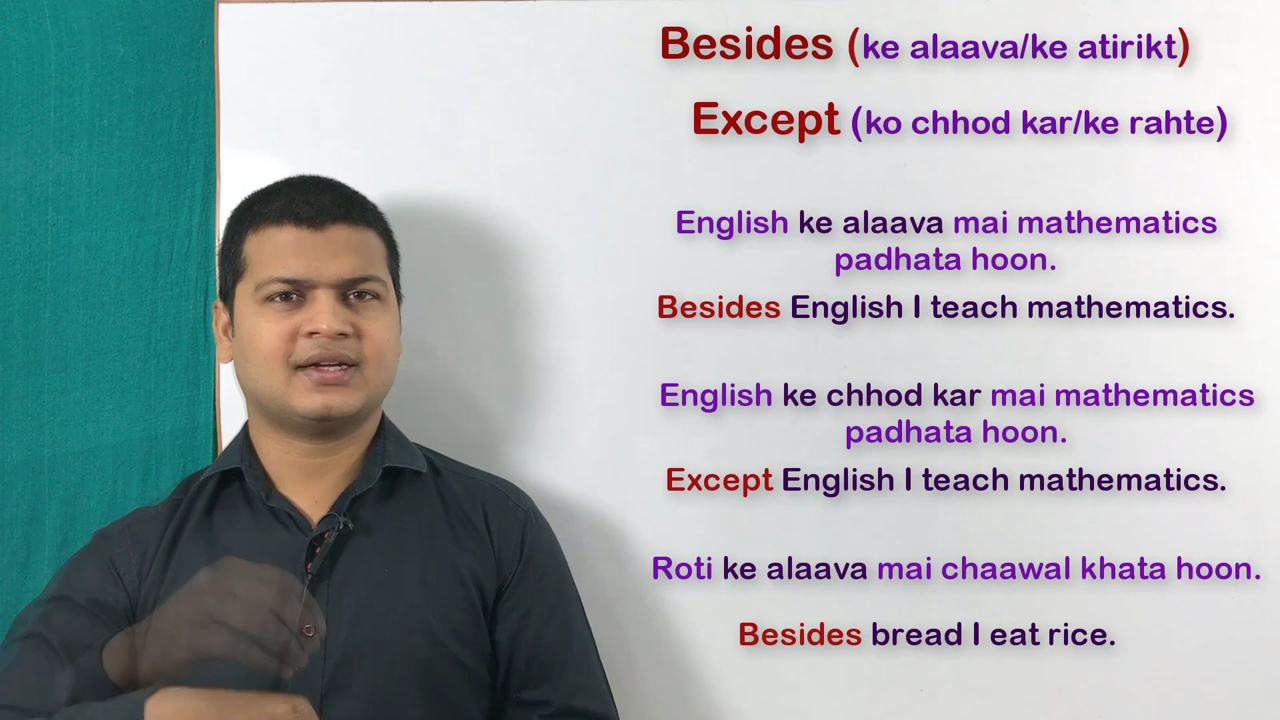 Besides (ke alaava/ke atirikt)
Except (ko chhod kar/ke rahte)
English ke alaava mai mathematics
padhata hoon.
Besides English I teach mathematics.
English ke chhod kar mai mathematics
padhata hoon.
Except English I teach mathematics.
Roti ke alaava mai chaawal khata hoon.
Besides bread I eat rice.